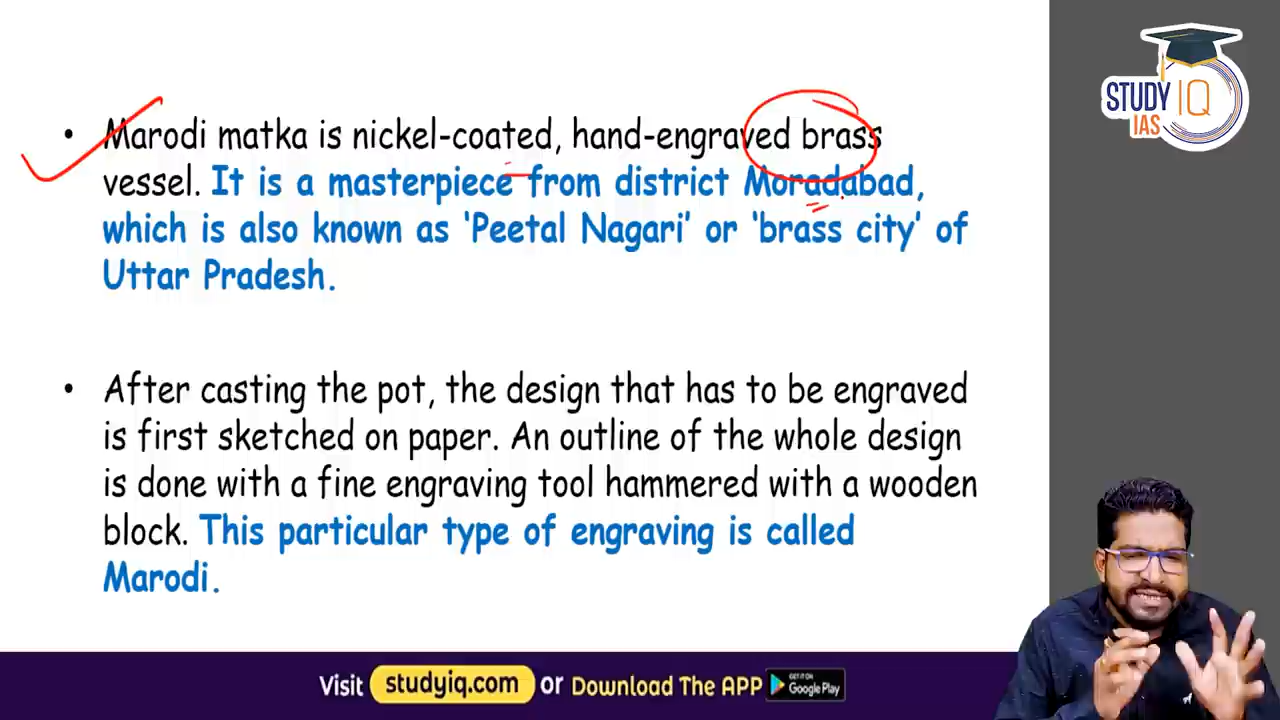 STUDY IQ
IAS
• Marodi matka is nickel-coated, hand-engraved brass
vessel. It is a masterpiece from district Moradabad,
which is also known as ‘Peetal Nagari’ or ‘brass city’ of
Uttar Pradesh.
• After casting the pot, the design that has to be engraved
is first sketched on paper. An outline of the whole design
is done with a fine engraving tool hammered with a wooden
block. This particular type of engraving is called
Marodi.
Visit studyiq.com or Download The APP GET IT ON Google Play